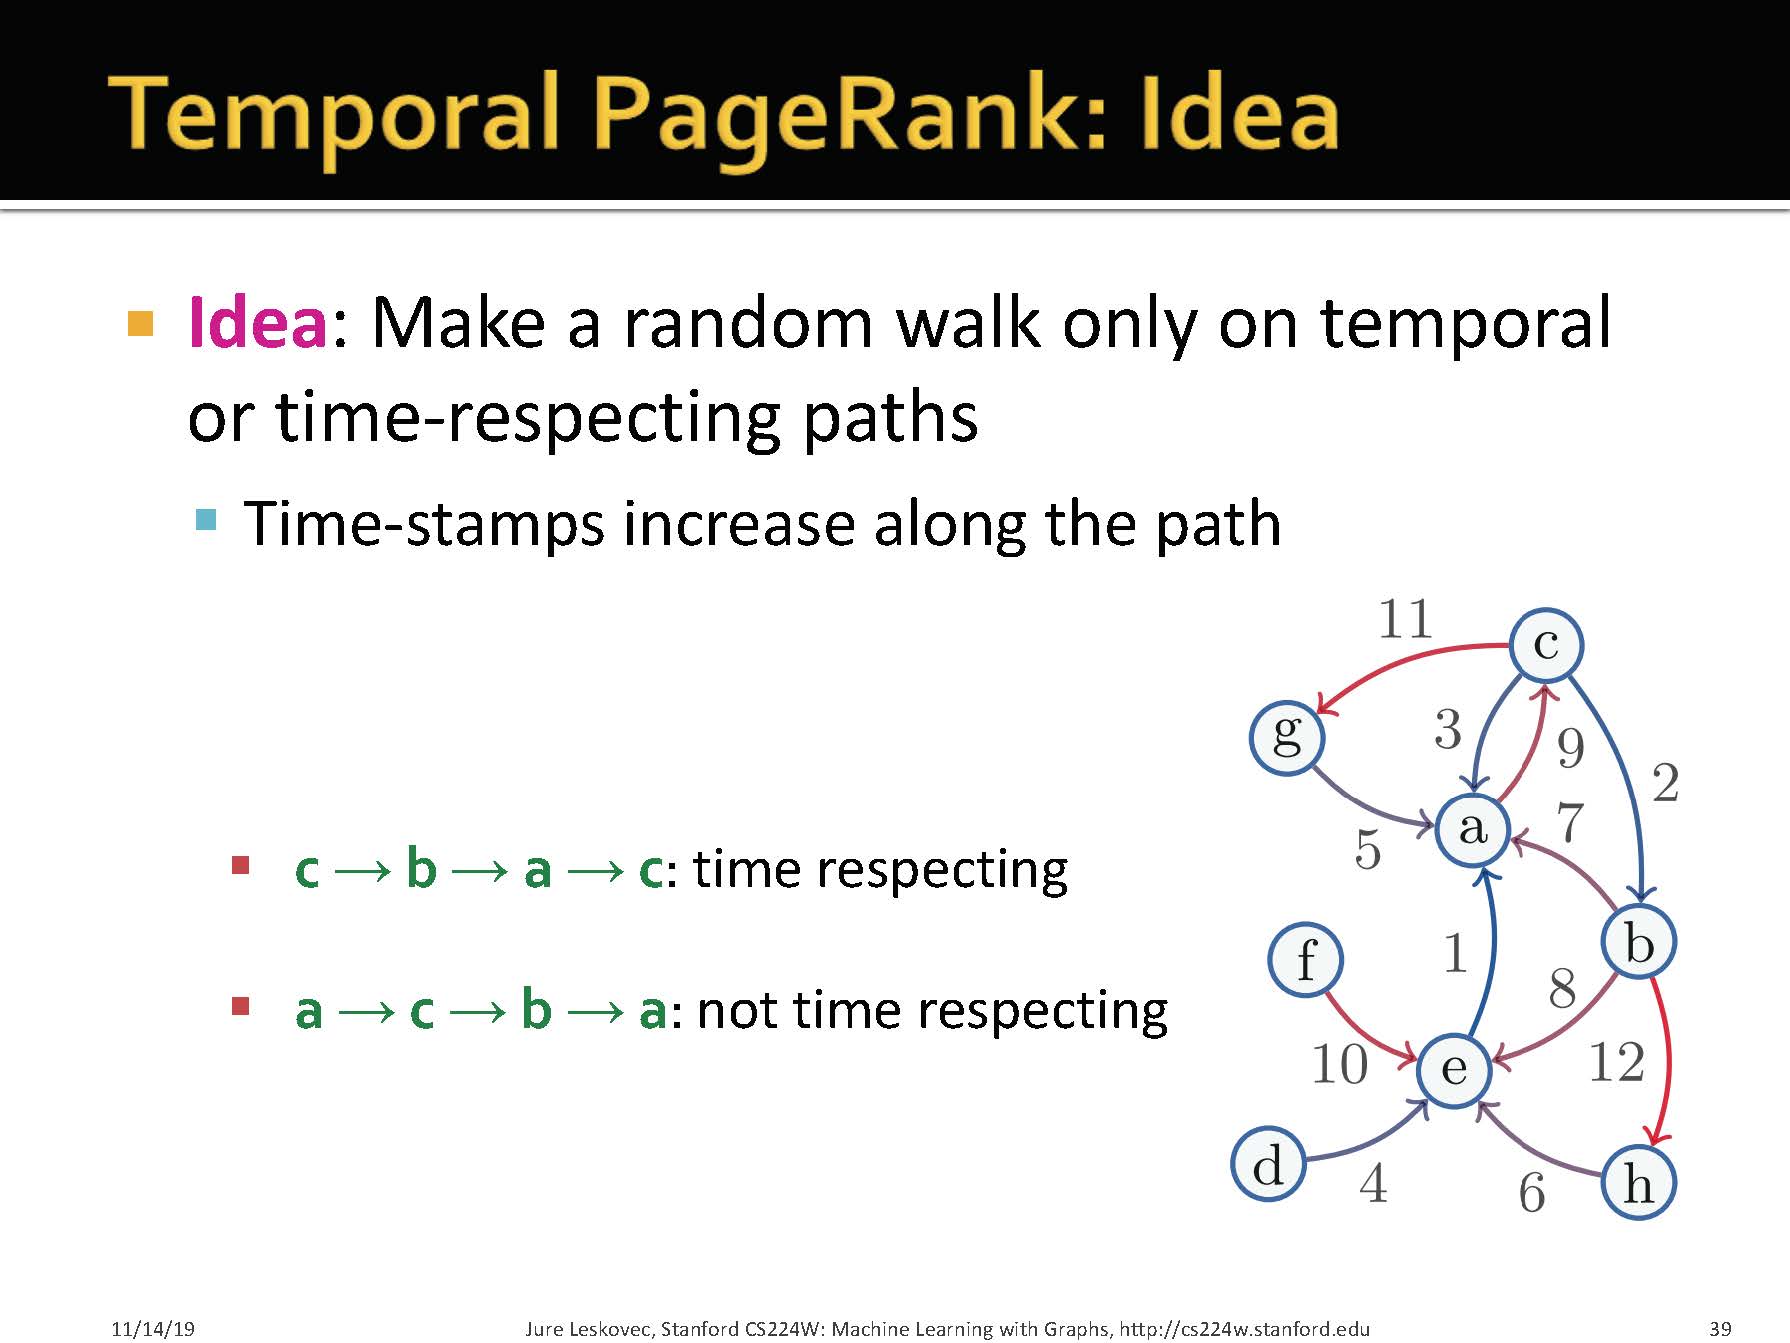 Temporal PageRank: Idea
Idea: Make a random walk only on temporal
or time-respecting paths
Time-stamps increase along the path
c → b → a → c: time respecting
a → c → b → a: not time respecting
11
c
g
3
9
2
a
7
5
f
1
b
8
10
e
12
d
4
6
h
11/14/19
Jure Leskovec, Stanford CS224W: Machine Learning with Graphs, http://cs224w.stanford.edu
39